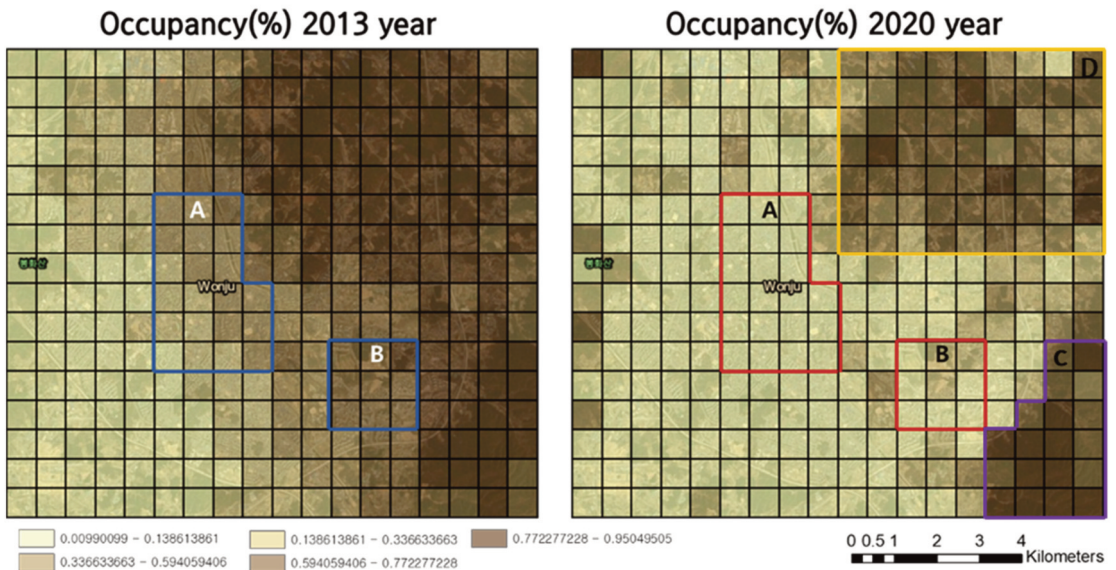 Occupancy(%) 2013 year
Occupancy(%) 2020 year
A
Wonju
B
D
A
Wonju
B
C
0.00990099 - 0.138613861
0.138613861 - 0.336633663
0.772277228 - 0.95049505
0.336633663 - 0.594059406
0.594059406 - 0.772277228
0 0.5 1 2 3 4
Kilometers